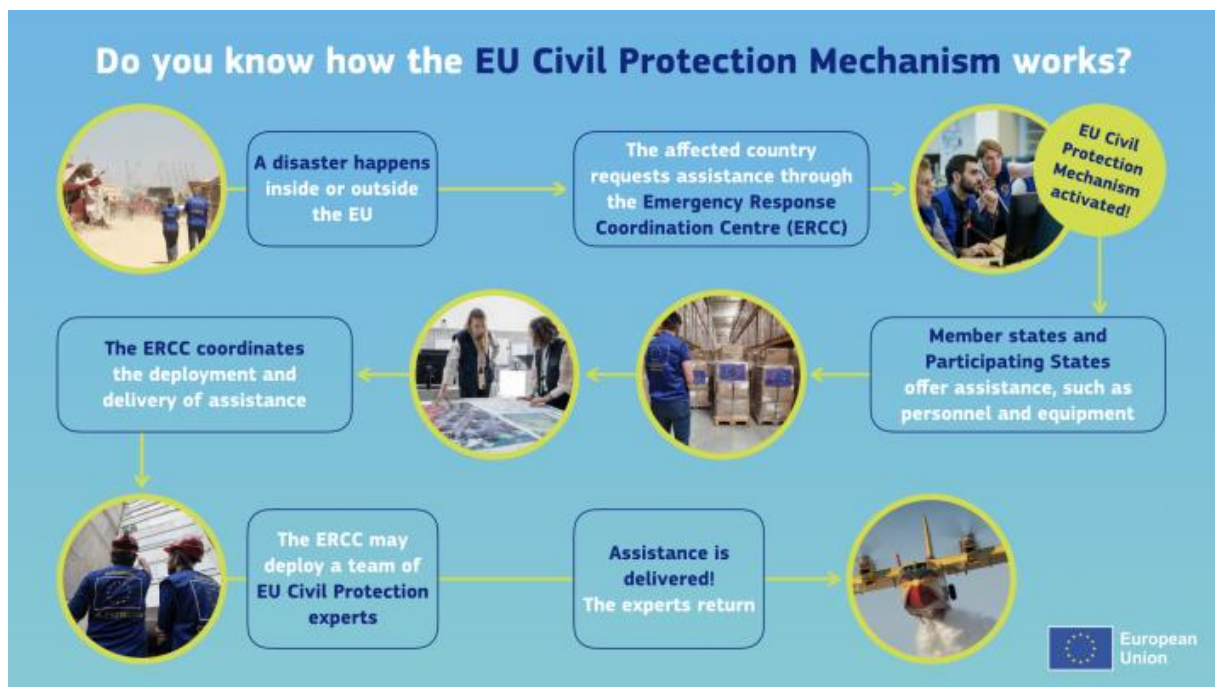 Do you know how the EU Civil Protection Mechanism works?
A disaster happens
inside or outside
the EU
The affected country
requests assistance through
the Emergency Response
Coordination Centre (ERCC)
EU Civil
Protection
Mechanism
activated!
Member states and
Participating States
offer assistance, such as
personnel and equipment
The ERCC coordinates
the deployment and
delivery of assistance
The ERCC may
deploy a team of
EU Civil Protection
experts
Assistance is
delivered!
The experts return
European
Union